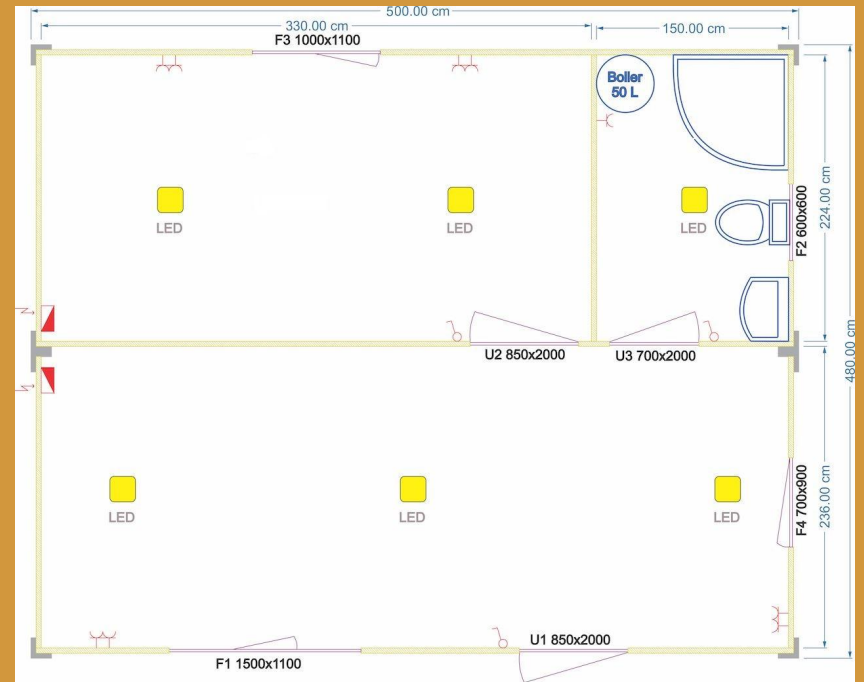 500.00 cm
330.00 cm
150.00 cm
F3 1000x1100
Boller
50 L
LED
LED
LED
F2 600x600
224.00 cm
U2 850x2000
U3 700x2000
480.00 cm
LED
LED
LED
F4 700x900
236.00 cm
U1 850x2000
F1 1500x1100